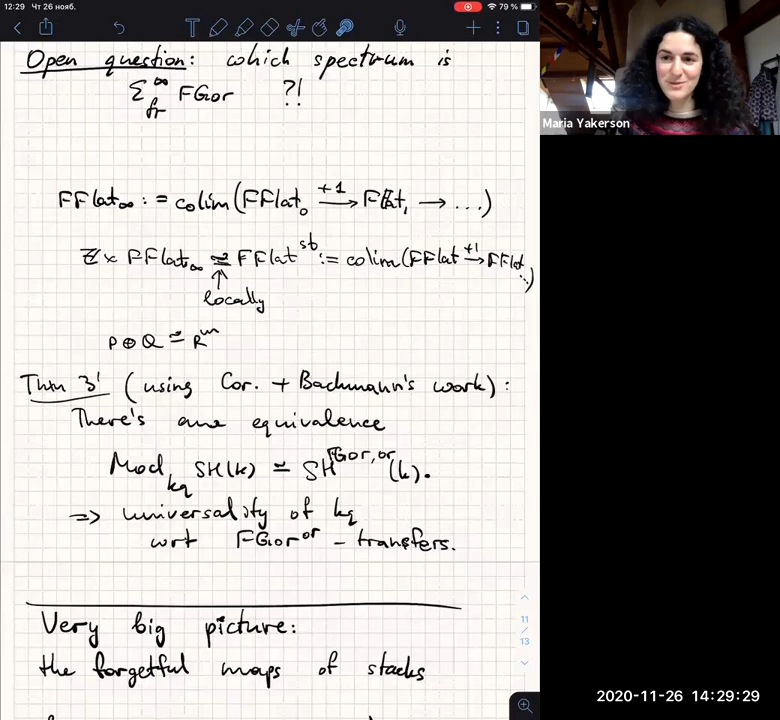 12:29 Чт 26 нояб.
79 %
Open question: which spectrum is
Σ^∞_fr FGor ?!
Maria Yakerson
FFlat_∞ := colim(FFlat_0 +1→ FFlat_1 → ...)
Z × FFlat_∞ ≃ FFlat^st := colim(FFlat +1→ FFlat ...)
↑
locally
P ⊕ Q ≃ R^n
Thm 3' (using Cor. + Bachmann's work):
There's an equivalence
Mod_kq SH(k) ≃ SH^FGor,or(k).
=> universality of kq
wrt FGor^or - transfers.
Very big picture:
the forgetful maps of stacks
11
/
13
2020-11-26 14:29:29